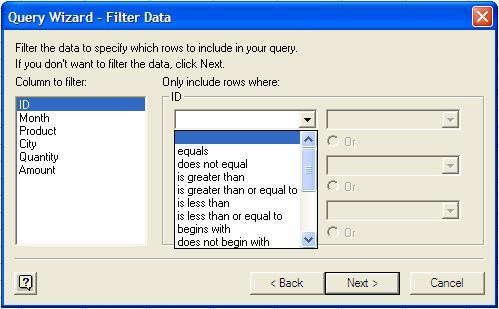 Query Wizard - Filter Data
Filter the data to specify which rows to include in your query.
If you don't want to filter the data, click Next.
Column to filter:
Only include rows where:
ID
Month
Product
City
Quantity
Amount
ID
equals
does not equal
is greater than
is greater than or equal to
is less than
is less than or equal to
begins with
does not begin with
Or
Or
Or
?
< Back
Next >
Cancel